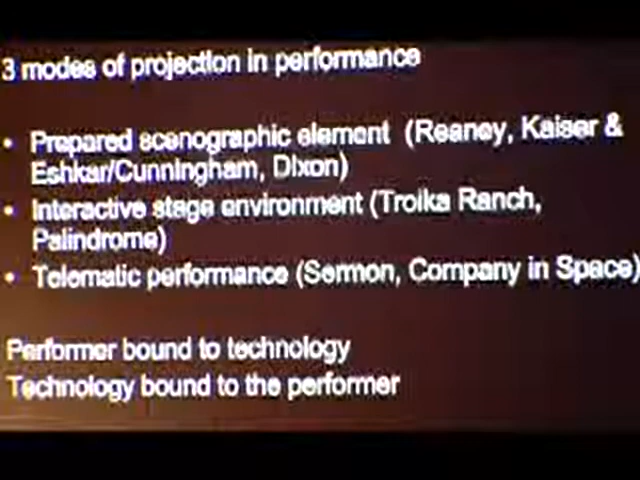 3 modes of projection in performance
• Prepared scenographic element (Reaney, Kaiser &
Eshkar/Cunningham, Dixon)
• Interactive stage environment (Troika Ranch,
Palindrome)
• Telematic performance (Sermon, Company in Space)
Performer bound to technology
Technology bound to the performer